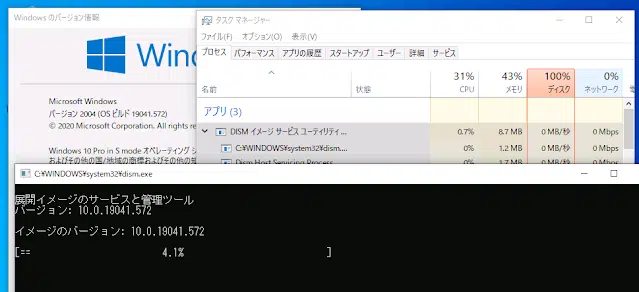 Windows のバージョン情報
Wind
Microsoft Windows
バージョン 2004 (OS ビルド 19041.572)
© 2020 Microsoft Corporation. All rights rese
Windows 10 Pro in S mode オペレーティング シ
およびその他の国/地域の商標およびその他の知
タスク マネージャー
ファイル(F) オプション(O) 表示(V)
プロセス パフォーマンス アプリの履歴 スタートアップ ユーザー 詳細 サービス
31% 43% 100% 0%
名前 状態 CPU メモリ ディスク ネットワーク
アプリ (3)
DISM イメージ サービス ユーティリティ... 0.7% 8.7 MB 0 MB/秒 0 Mbps
C:¥WINDOWS¥system32¥dism.... 0% 1.2 MB 0 MB/秒 0 Mbps
Dism Host Servicing Process 0% 1.7 MB 0 MB/秒 0 Mbps
C:¥WINDOWS¥system32¥dism.exe
展開イメージのサービスと管理ツール
バージョン: 10.0.19041.572
イメージのバージョン: 10.0.19041.572
[== 4.1% ]